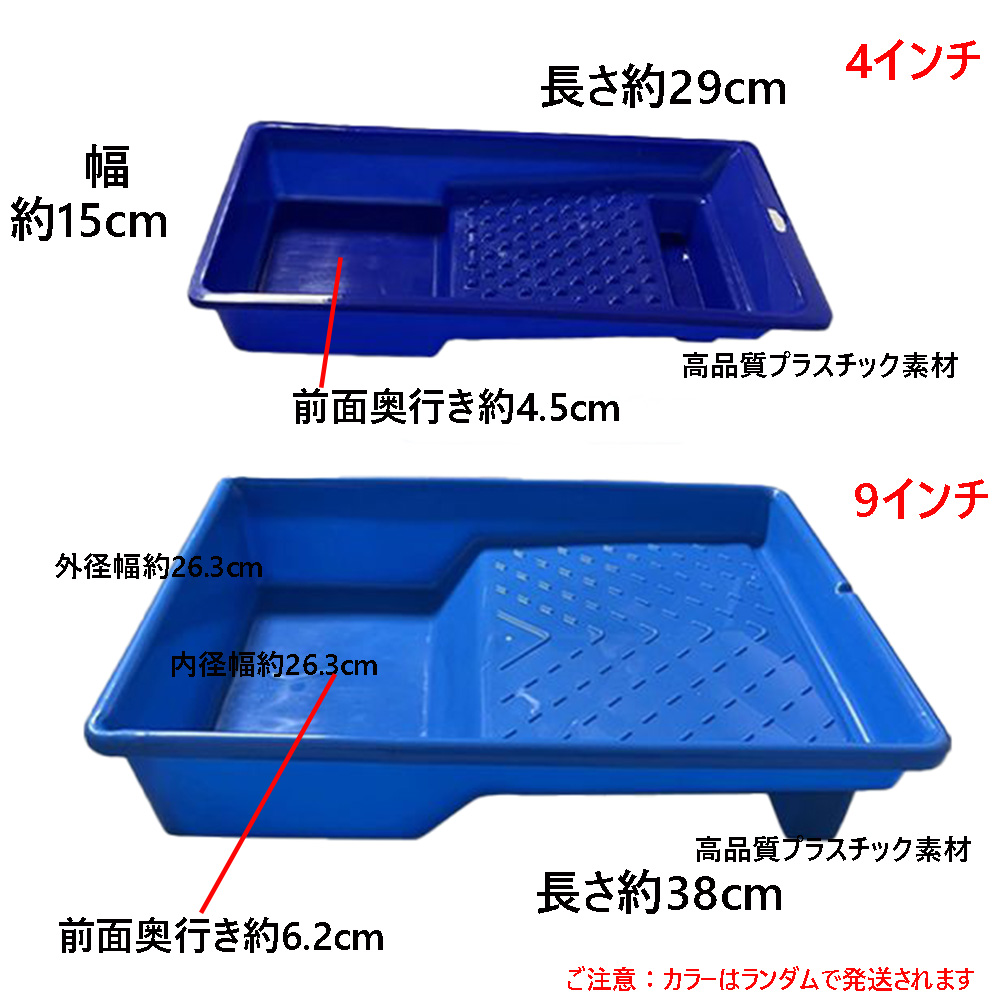 4インチ
長さ約29cm
幅
約15cm
高品質プラスチック素材
前面奥行き約4.5cm
9インチ
外径幅約26.3cm
内径幅約26.3cm
高品質プラスチック素材
長さ約38cm
前面奥行き約6.2cm
ご注意：カラーはランダムで発送されます